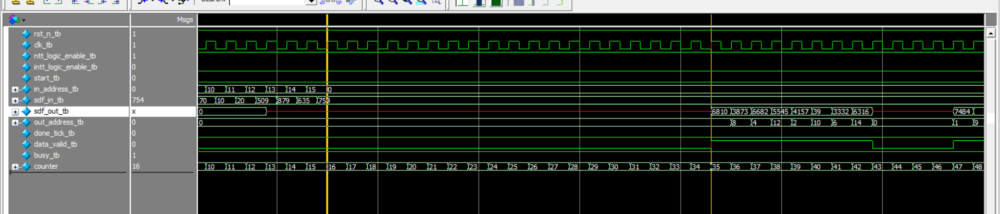 Search:
Msgs
rst_n_tb 1
clk_tb 1
ntt_logic_enable_tb 1
intt_logic_enable_tb 0
start_tb 0
in_address_tb 0 10 11 12 13 14 15 0
sdf_in_tb 754 70 10 20 509 879 635 754
sdf_out_tb x 0 6810 3873 6682 5545 4157 39 3332 6316 7484
out_address_tb 0 0 8 4 12 2 10 6 14 0 1 9
done_tick_tb 0
data_valid_tb 0
busy_tb 1
counter 16 10 11 12 13 14 15 16 17 18 19 20 21 22 23 24 25 26 27 28 29 30 31 32 33 34 35 36 37 38 39 40 41 42 43 44 45 46 47 48